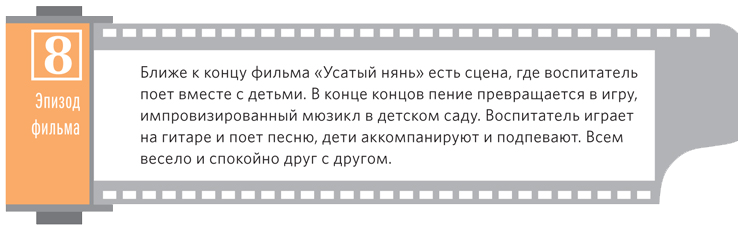 8
Эпизод
фильма
Ближе к концу фильма «Усатый нянь» есть сцена, где воспитатель
поет вместе с детьми. В конце концов пение превращается в игру,
импровизированный мюзикл в детском саду. Воспитатель играет
на гитаре и поет песню, дети аккомпанируют и подпевают. Всем
весело и спокойно друг с другом.